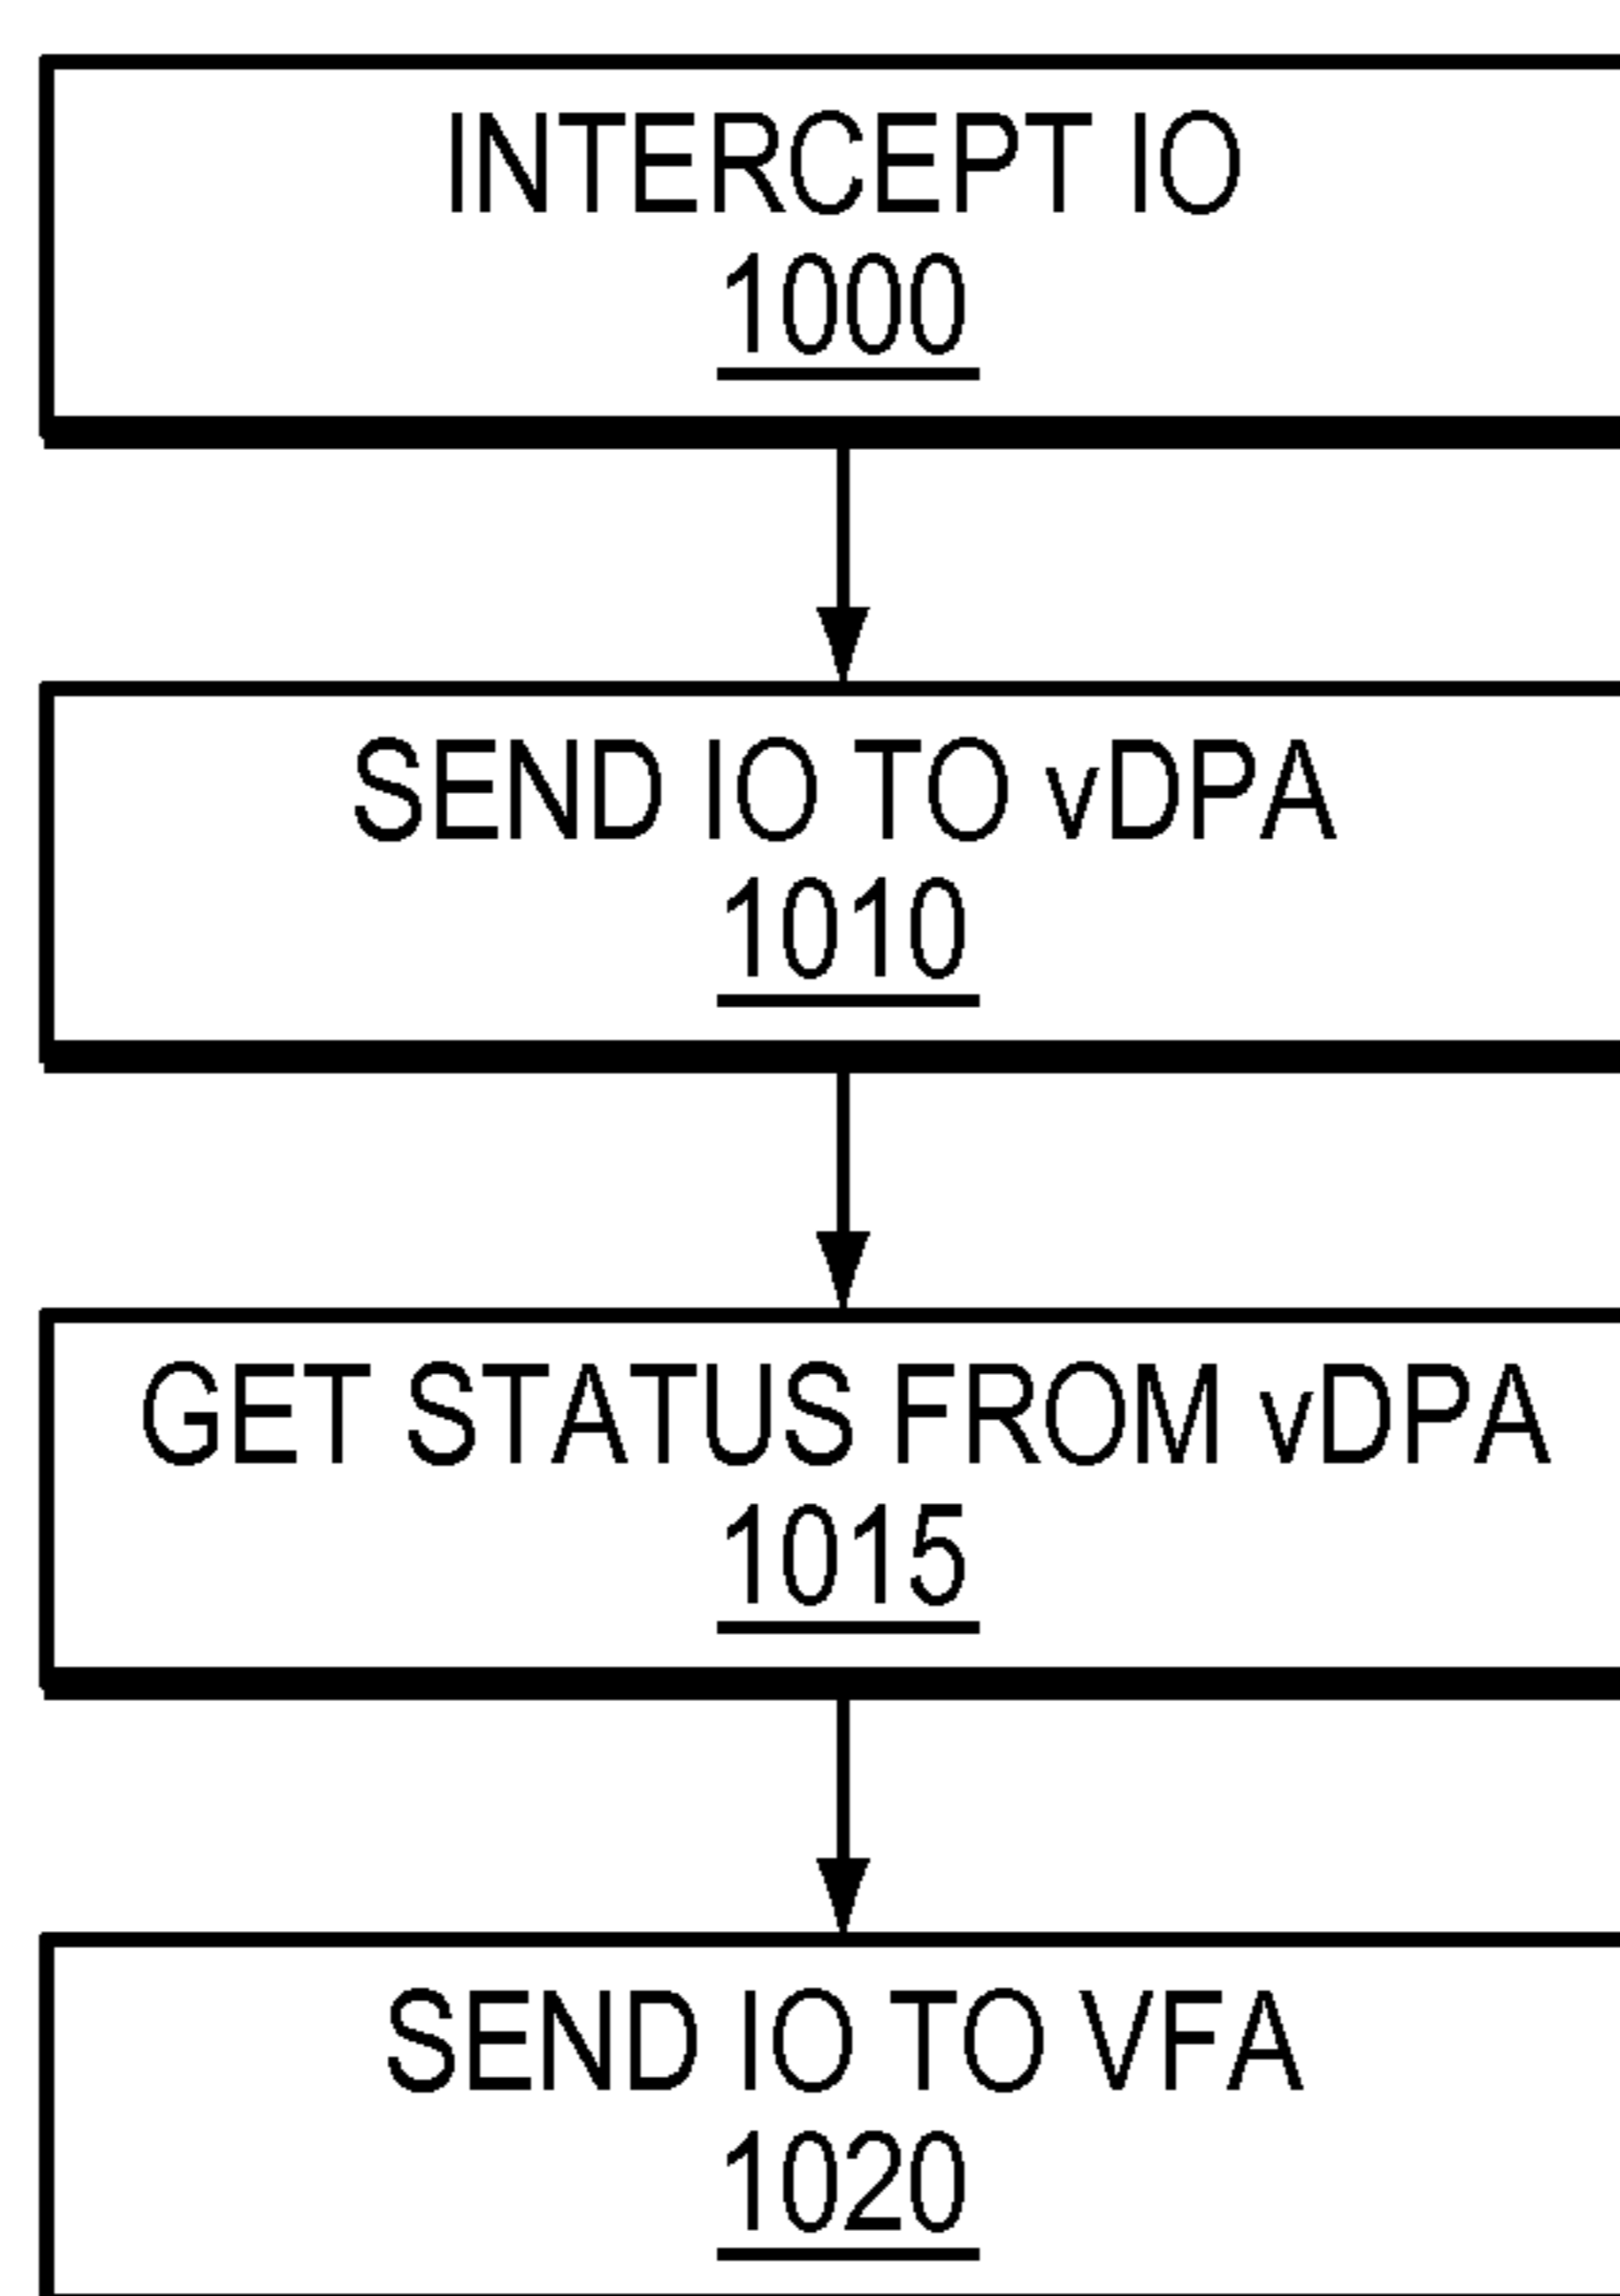 INTERCEPT IO
1000
SEND IO TO vDPA
1010
GET STATUS FROM vDPA
1015
SEND IO TO VFA
1020